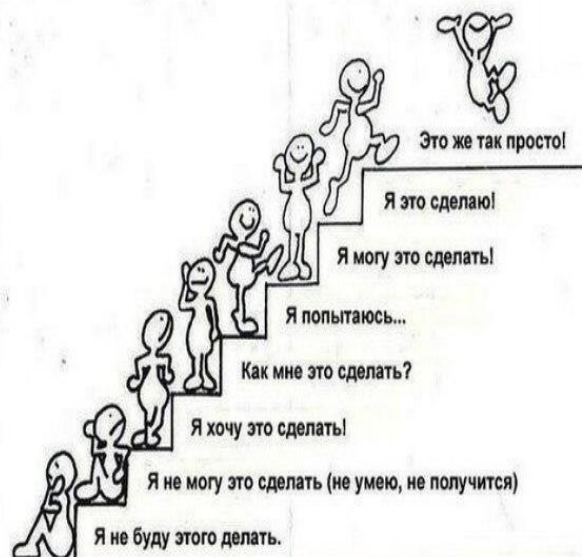 Это же так просто!
Я это сделаю!
Я могу это сделать!
Я попытаюсь...
Как мне это сделать?
Я хочу это сделать!
Я не могу это сделать (не умею, не получится)
Я не буду этого делать.